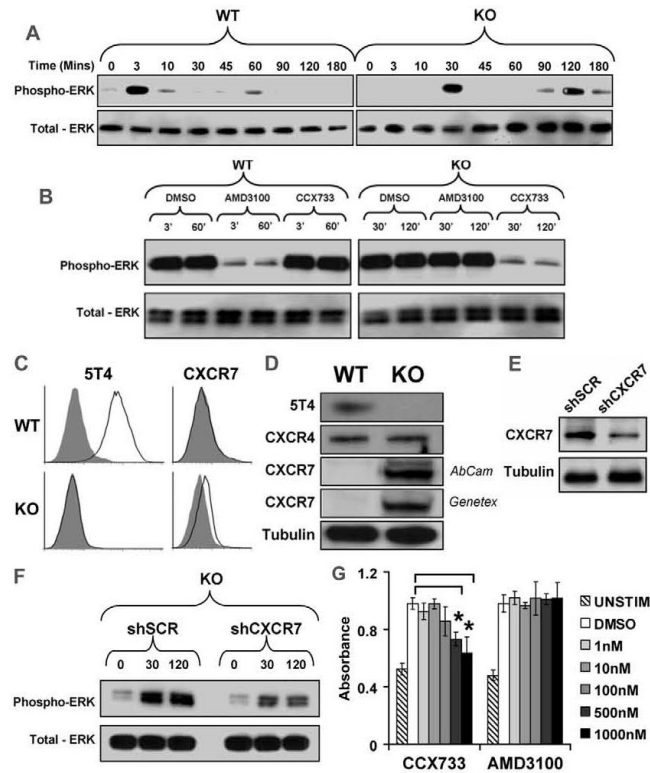 A
WT
KO
Time (Mins) 0 3 10 30 45 60 90 120 180 0 3 10 30 45 60 90 120 180
Phospho-ERK
Total - ERK
B
WT
KO
DMSO AMD3100 CCX733 DMSO AMD3100 CCX733
3' 60' 3' 60' 3' 60' 30' 120' 30' 120' 30' 120'
Phospho-ERK
Total - ERK
C
5T4 CXCR7
WT
KO
D
WT KO
5T4
CXCR4
CXCR7 AbCam
CXCR7 Genetex
Tubulin
E
shSCR shCXCR7
CXCR7
Tubulin
F
KO
shSCR shCXCR7
0 30 120 0 30 120
Phospho-ERK
Total - ERK
G
1.2
0.8
0.4
0
Absorbance
* *
CCX733 AMD3100
UNSTIM
DMSO
1nM
10nM
100nM
500nM
1000nM